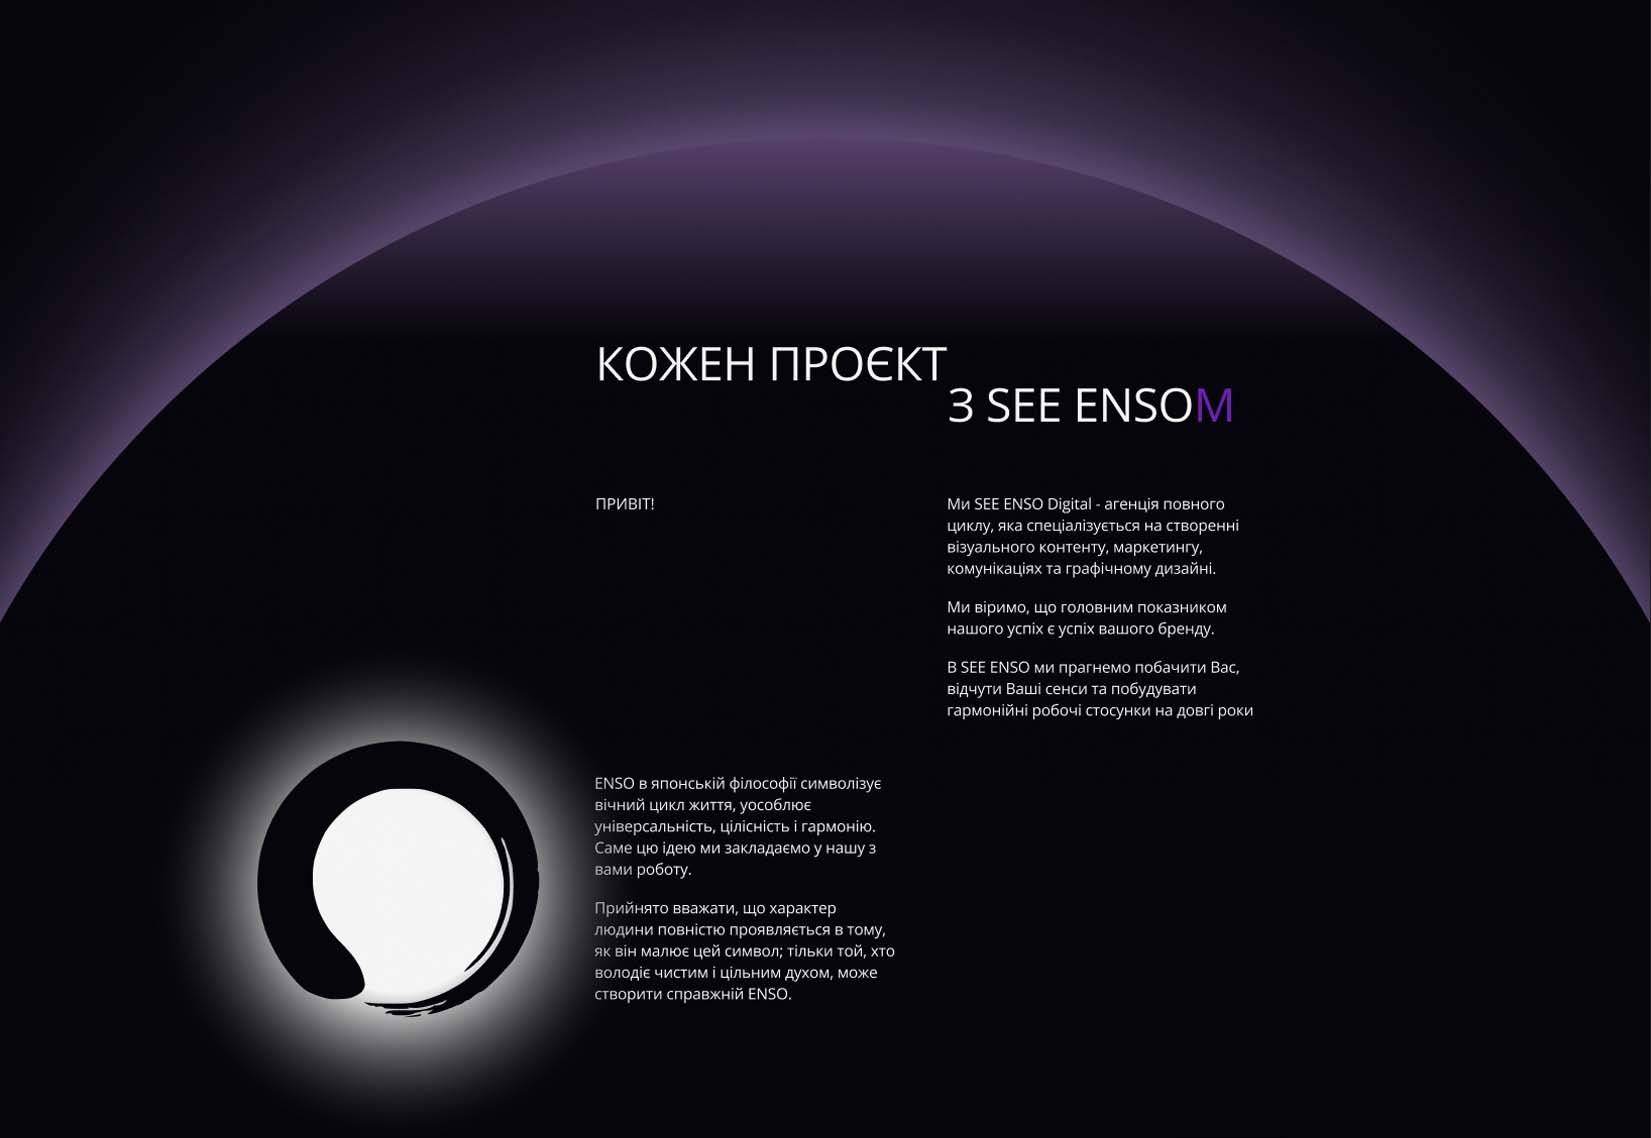 КОЖЕН ПРОЄКТ
З SEE ENSOM
ПРИВІТ!
Ми SEE ENSO Digital - агенція повного
циклу, яка спеціалізується на створенні
візуального контенту, маркетингу,
комунікаціях та графічному дизайні.
Ми віримо, що головним показником
нашого успіх є успіх вашого бренду.
В SEE ENSO ми прагнемо побачити Вас,
відчути Ваші сенси та побудувати
гармонійні робочі стосунки на довгі роки
ENSO в японській філософії символізує
вічний цикл життя, уособлює
універсальність, цілісність і гармонію.
Саме цю ідею ми закладаємо у нашу з
вами роботу.
Прийнято вважати, що характер
людини повністю проявляється в тому,
як він малює цей символ; тільки той, хто
володіє чистим і цільним духом, може
створити справжній ENSO.